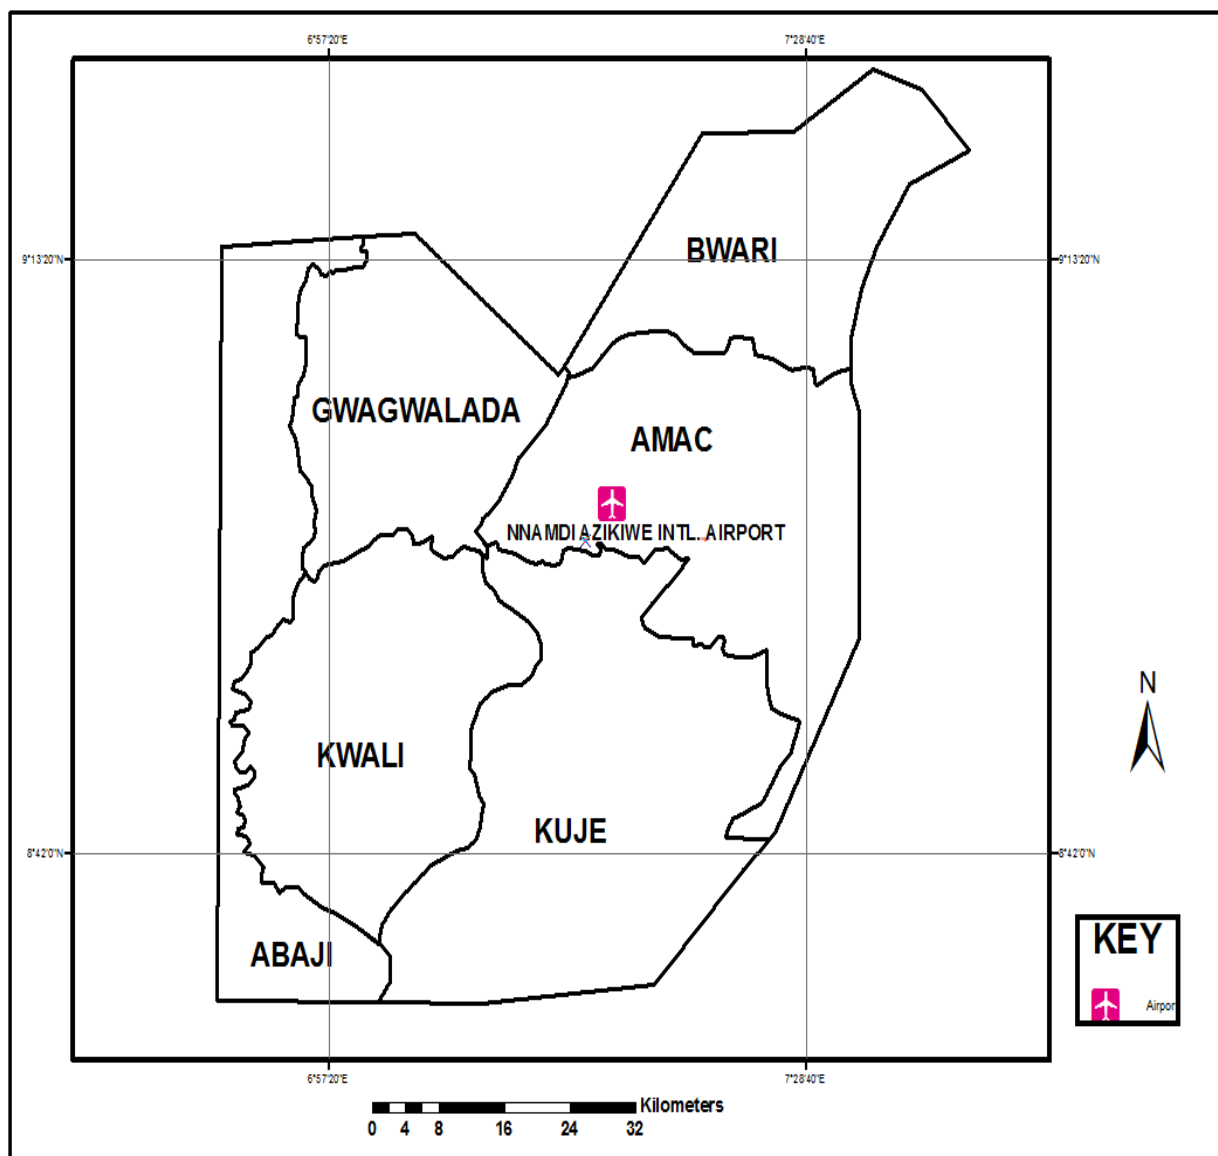 6°57'20"E 7°28'40"E
BWARI
9°13'20"N 9°13'20"N
GWAGWALADA
AMAC
NNAMDI AZIKIWE INTL. AIRPORT
N
KWALI
KUJE
8°42'0"N 8°42'0"N
KEY
ABAJI
Airpor
6°57'20"E 7°28'40"E
Kilometers
0 4 8 16 24 32